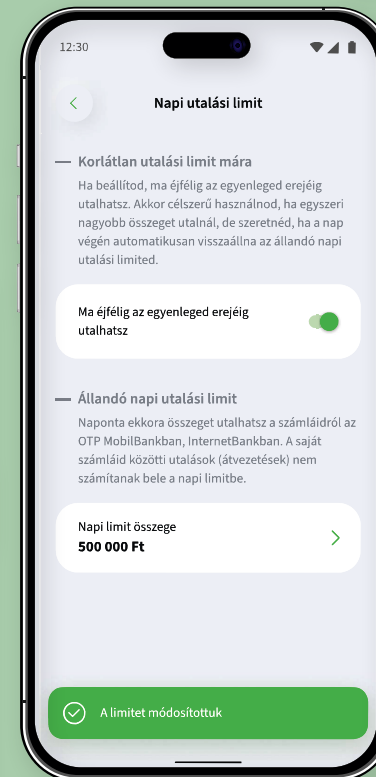 12:30
Napi utalási limit
Korlátlan utalási limit mára
Ha beállítod, ma éjfélig az egyenleged erejéig
utalhatsz. Akkor célszerű használnod, ha egyszeri
nagyobb összeget utalnál, de szeretnéd, ha a nap
végén automatikusan visszaállna az állandó napi
utalási limited.
Ma éjfélig az egyenleged erejéig
utalhatsz
Állandó napi utalási limit
Naponta ekkora összeget utalhatsz a számláidról az
OTP MobilBankban, InternetBankban. A saját
számláid közötti utalások (átvezetések) nem
számítanak bele a napi limitbe.
Napi limit összege
500 000 Ft
A limitet módosítottuk